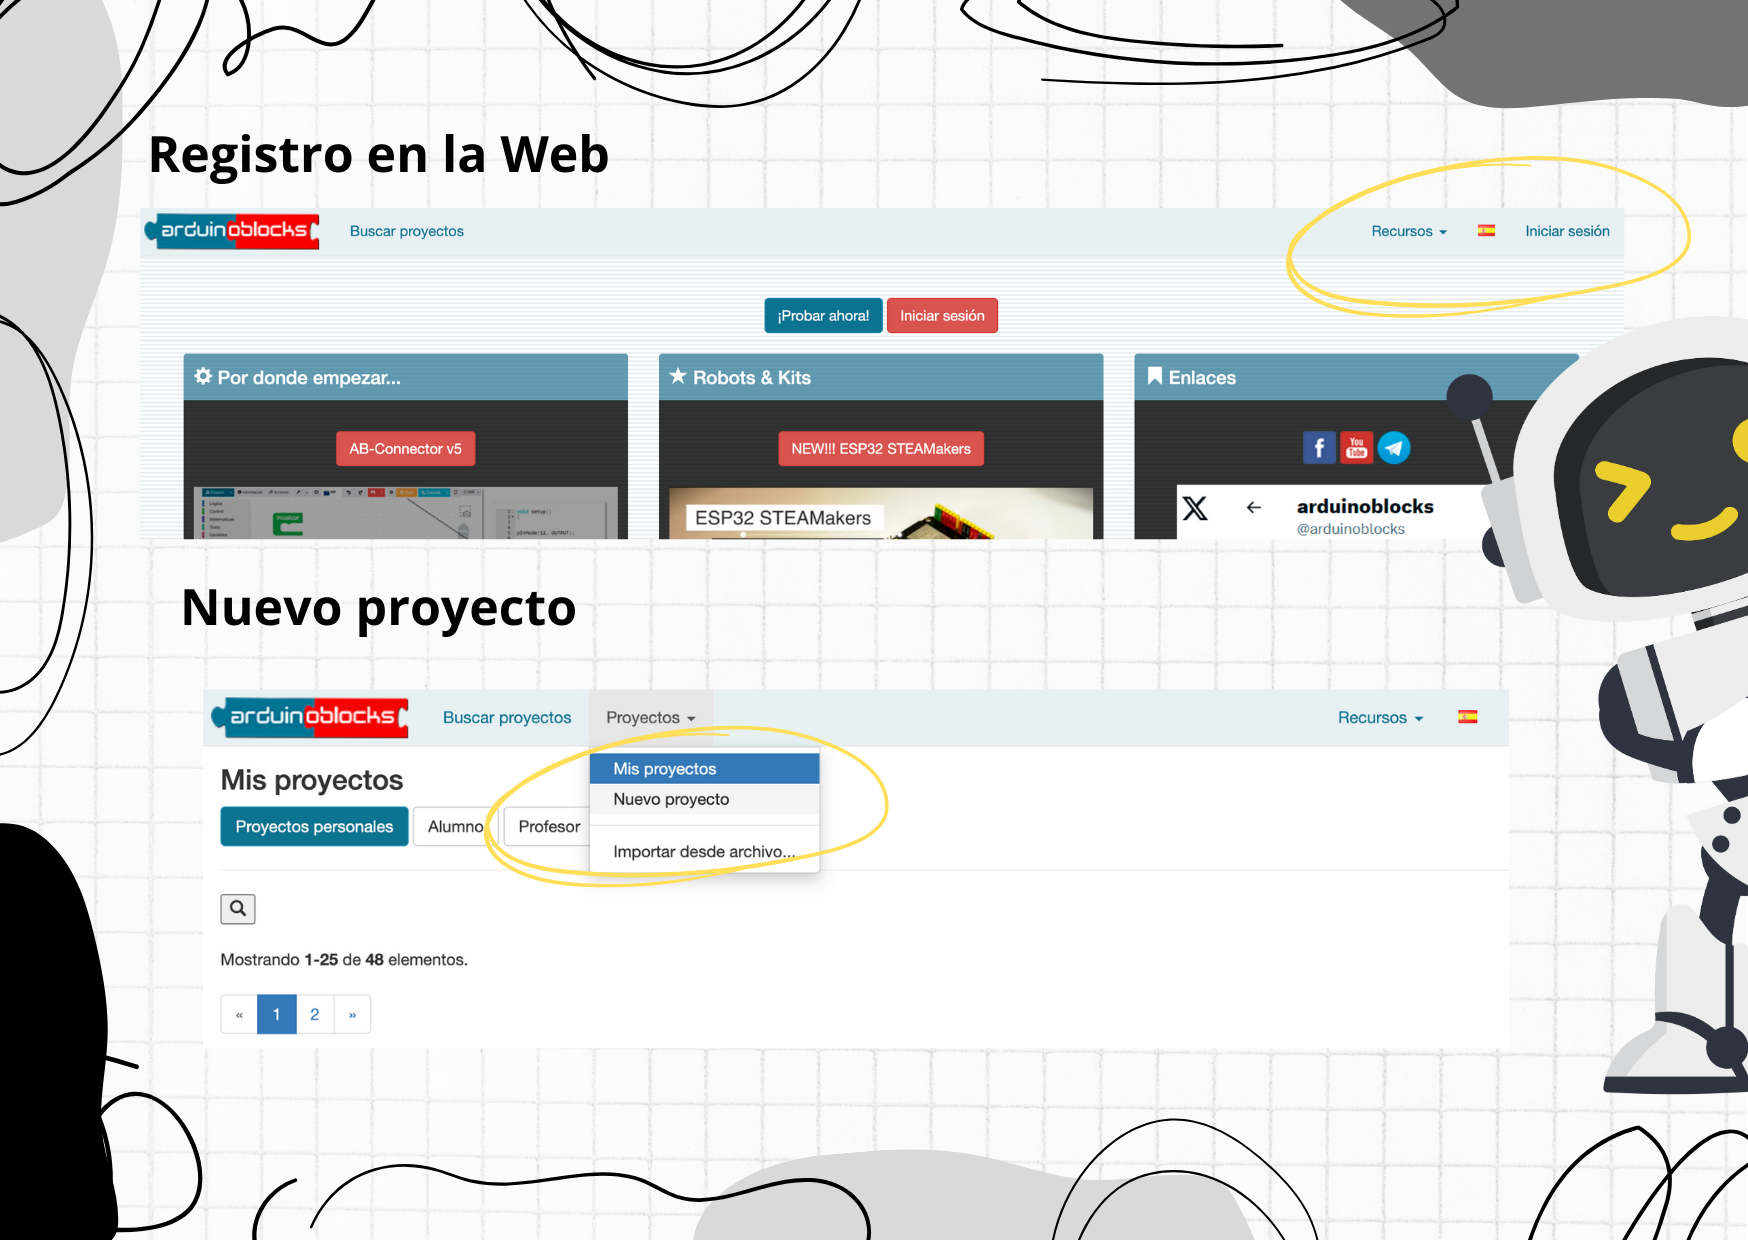 Registro en la Web
arduinoblocks
Buscar proyectos
Recursos
Iniciar sesión
¡Probar ahora!
Iniciar sesión
Por donde empezar...
Robots & Kits
Enlaces
AB-Connector v5
NEW!!! ESP32 STEAMakers
f
You
Tube
ESP32 STEAMakers
X
arduinoblocks
@arduinoblocks
Nuevo proyecto
arduinoblocks
Buscar proyectos
Proyectos
Recursos
Mis proyectos
Mis proyectos
Nuevo proyecto
Importar desde archivo...
Proyectos personales
Alumno
Profesor
Mostrando 1-25 de 48 elementos.
« 1 2 »